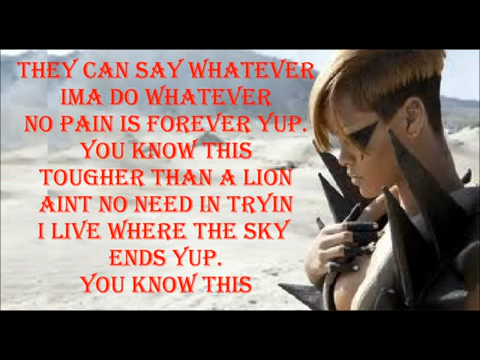 THEY CAN SAY WHATEVER
IMA DO WHATEVER
NO PAIN IS FOREVER YUP.
YOU KNOW THIS
TOUGHER THAN A LION
AINT NO NEED IN TRYIN
I LIVE WHERE THE SKY
ENDS YUP.
YOU KNOW THIS